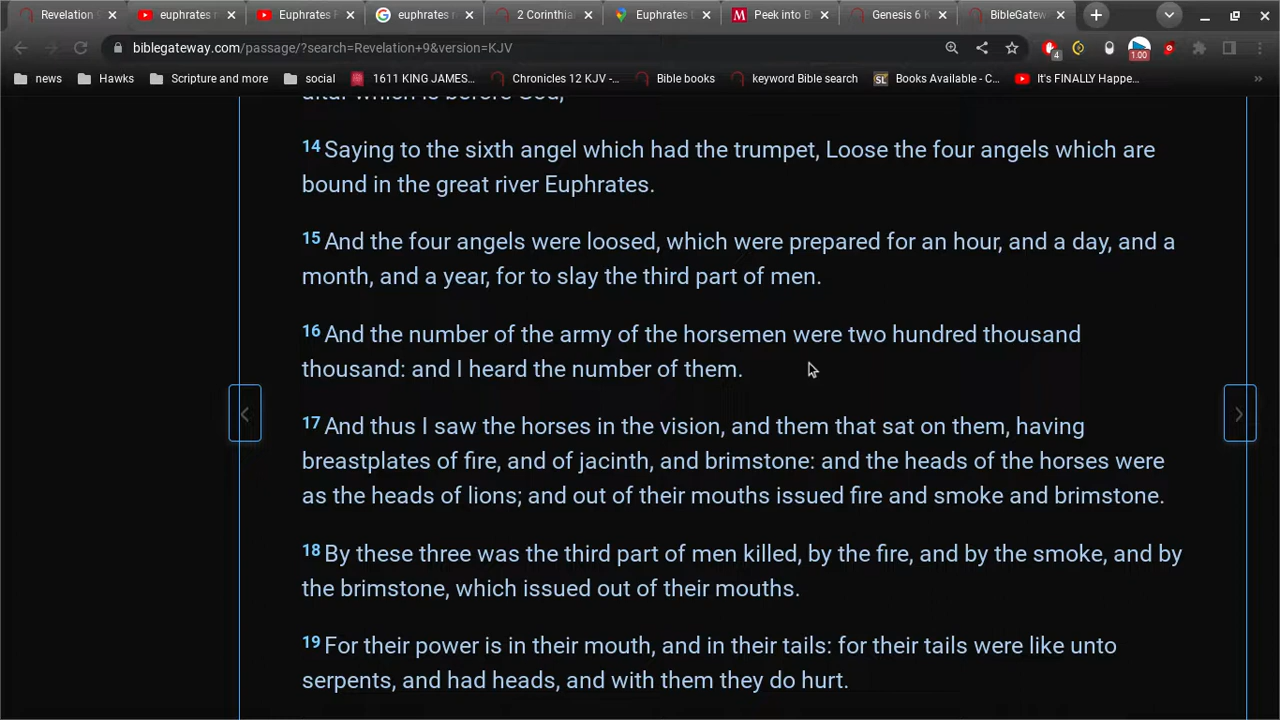 Revelation 9
euphrates r
Euphrates F
euphrates ra
2 Corinthia
Euphrates
Peek into B
Genesis 6 K
BibleGatew
biblegateway.com/passage/?search=Revelation+9&version=KJV
4
1.00
news
Hawks
Scripture and more
social
1611 KING JAMES...
Chronicles 12 KJV -...
Bible books
keyword Bible search
Books Available - C...
It's FINALLY Happe...
altar which is before God,
14 Saying to the sixth angel which had the trumpet, Loose the four angels which are
bound in the great river Euphrates.
15 And the four angels were loosed, which were prepared for an hour, and a day, and a
month, and a year, for to slay the third part of men.
16 And the number of the army of the horsemen were two hundred thousand
thousand: and I heard the number of them.
17 And thus I saw the horses in the vision, and them that sat on them, having
breastplates of fire, and of jacinth, and brimstone: and the heads of the horses were
as the heads of lions; and out of their mouths issued fire and smoke and brimstone.
18 By these three was the third part of men killed, by the fire, and by the smoke, and by
the brimstone, which issued out of their mouths.
19 For their power is in their mouth, and in their tails: for their tails were like unto
serpents, and had heads, and with them they do hurt.